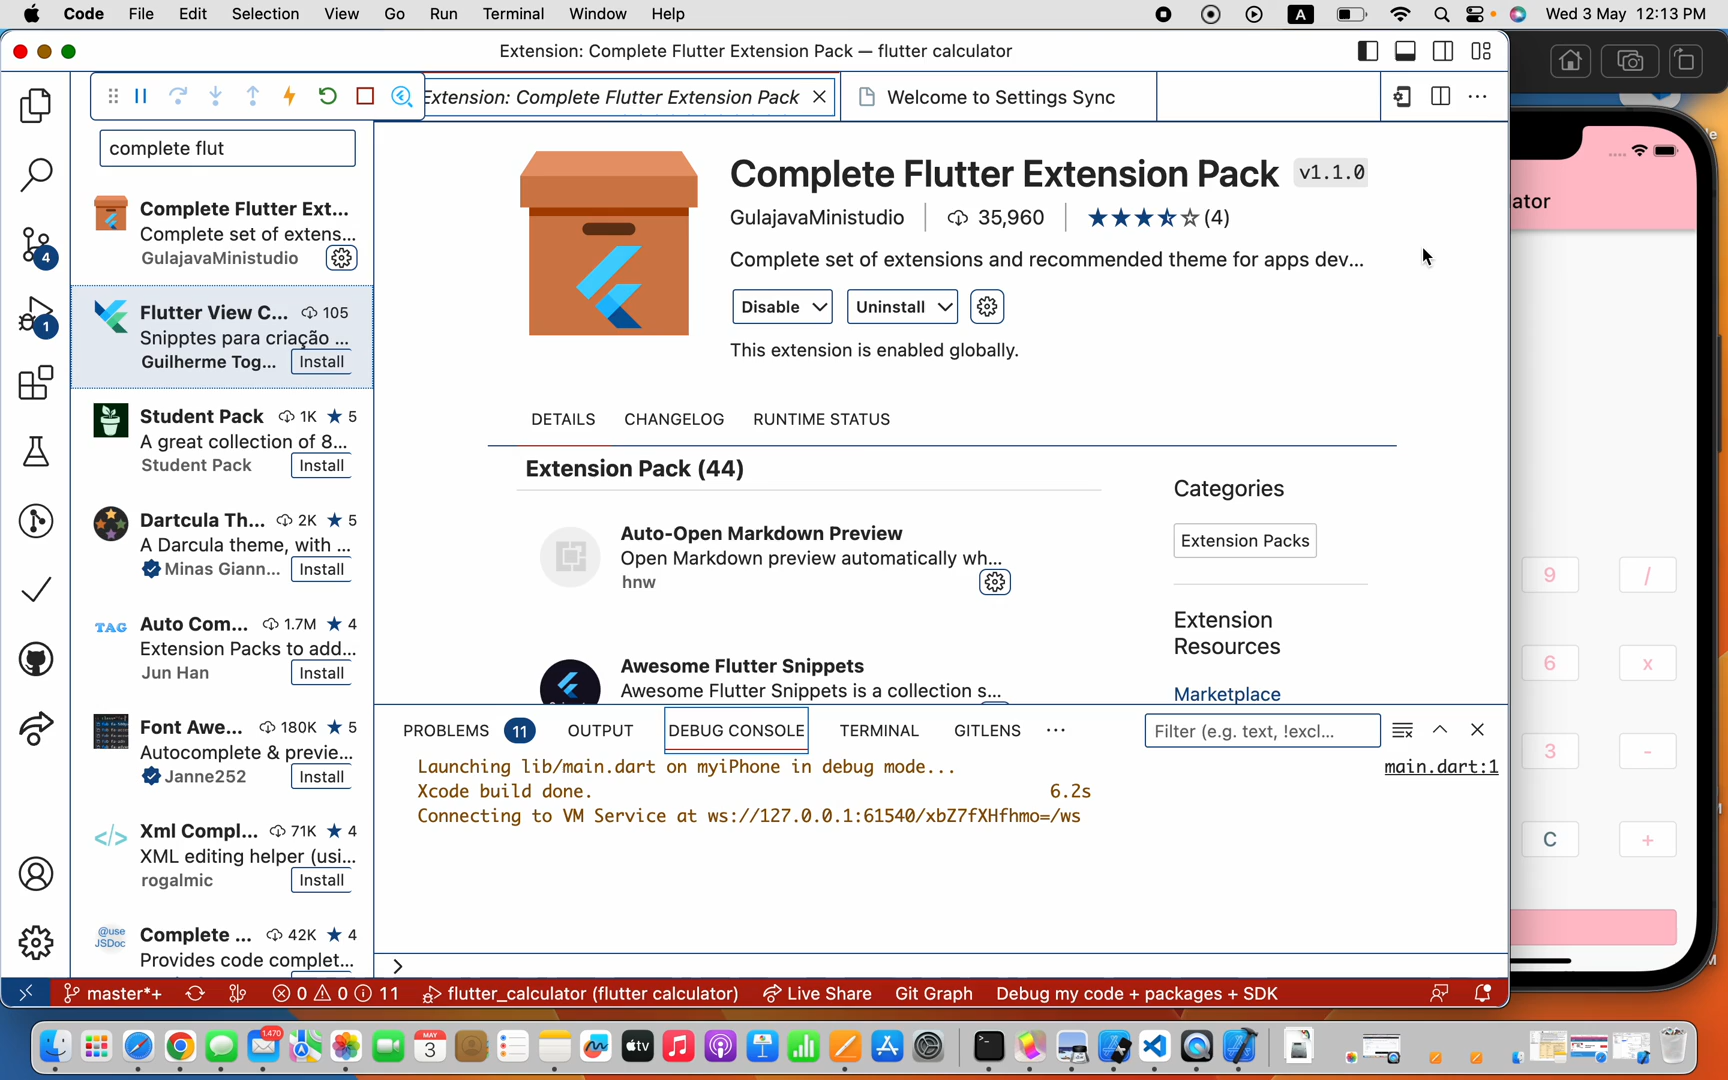 Code File Edit Selection View Go Run Terminal Window Help A Wed 3 May 12:13 PM
Extension: Complete Flutter Extension Pack — flutter calculator
Extension: Complete Flutter Extension Pack
Welcome to Settings Sync
complete flut
Complete Flutter Ext...
Complete set of extens...
GulajavaMinistudio
4
1
Flutter View C... 105
Snipptes para criação ...
Guilherme Tog... Install
Student Pack 1K ★ 5
A great collection of 8...
Student Pack Install
Dartcula Th... 2K ★ 5
A Darcula theme, with ...
Minas Giann... Install
TAG
Auto Com... 1.7M ★ 4
Extension Packs to add...
Jun Han Install
Font Awe... 180K ★ 5
Autocomplete & previe...
Janne252 Install
</>
Xml Compl... 71K ★ 4
XML editing helper (usi...
rogalmic Install
@use
JSDoc
Complete ... 42K ★ 4
Provides code complet...
Complete Flutter Extension Pack v1.1.0
GulajavaMinistudio 35,960 (4)
Complete set of extensions and recommended theme for apps dev...
Disable Uninstall
This extension is enabled globally.
DETAILS CHANGELOG RUNTIME STATUS
Extension Pack (44)
Auto-Open Markdown Preview
Open Markdown preview automatically wh...
hnw
Awesome Flutter Snippets
Awesome Flutter Snippets is a collection s...
Categories
Extension Packs
Extension
Resources
Marketplace
PROBLEMS 11 OUTPUT DEBUG CONSOLE TERMINAL GITLENS ... Filter (e.g. text, !excl...
Launching lib/main.dart on myiPhone in debug mode... main.dart:1
Xcode build done. 6.2s
Connecting to VM Service at ws://127.0.0.1:61540/xbZ7fXHfhmo=/ws
>
master*+ 0 0 11 flutter_calculator (flutter calculator) Live Share Git Graph Debug my code + packages + SDK
ator
9 /
6 x
3 -
C +
1,470
MAY
3
tv